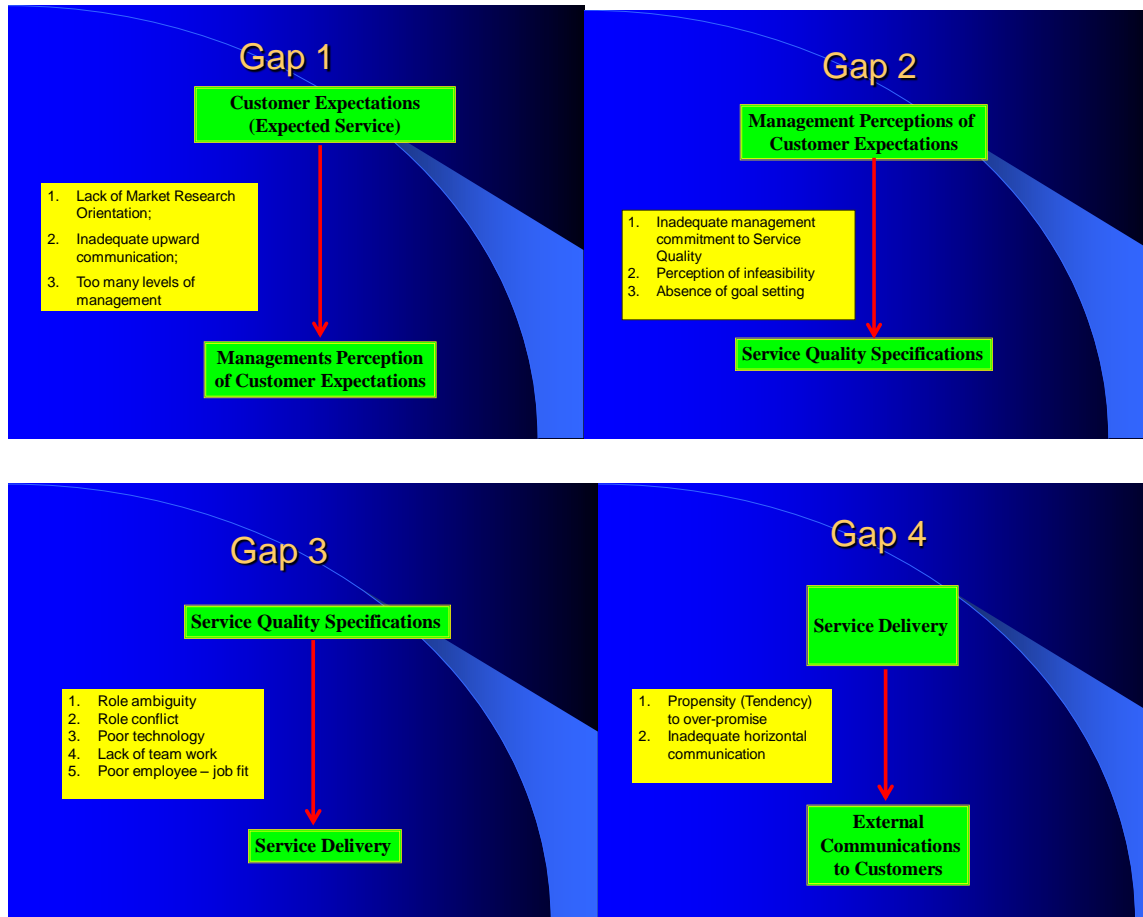 Gap 1
Customer Expectations
(Expected Service)
1. Lack of Market Research
Orientation;
2. Inadequate upward
communication;
3. Too many levels of
management
Managements Perception
of Customer Expectations
Gap 2
Management Perceptions of
Customer Expectations
1. Inadequate management
commitment to Service
Quality
2. Perception of infeasibility
3. Absence of goal setting
Service Quality Specifications
Gap 3
Service Quality Specifications
1. Role ambiguity
2. Role conflict
3. Poor technology
4. Lack of team work
5. Poor employee – job fit
Service Delivery
Gap 4
Service Delivery
1. Propensity (Tendency)
to over-promise
2. Inadequate horizontal
communication
External
Communications
to Customers